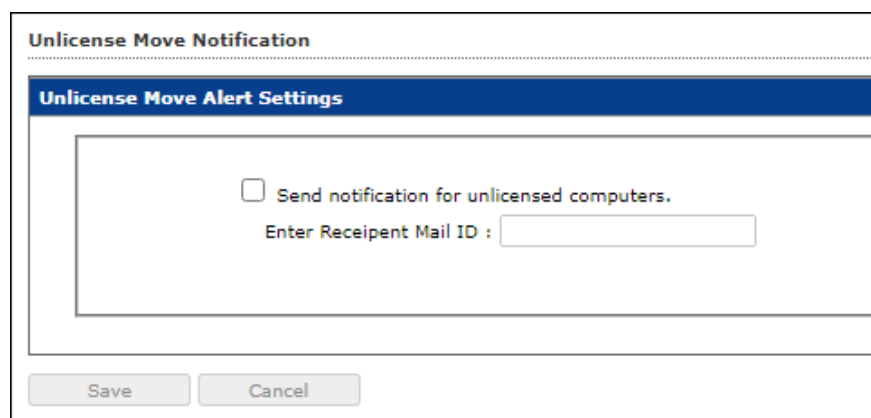 Unlicense Move Notification
Unlicense Move Alert Settings
Send notification for unlicensed computers.
Enter Receipent Mail ID :
Save Cancel